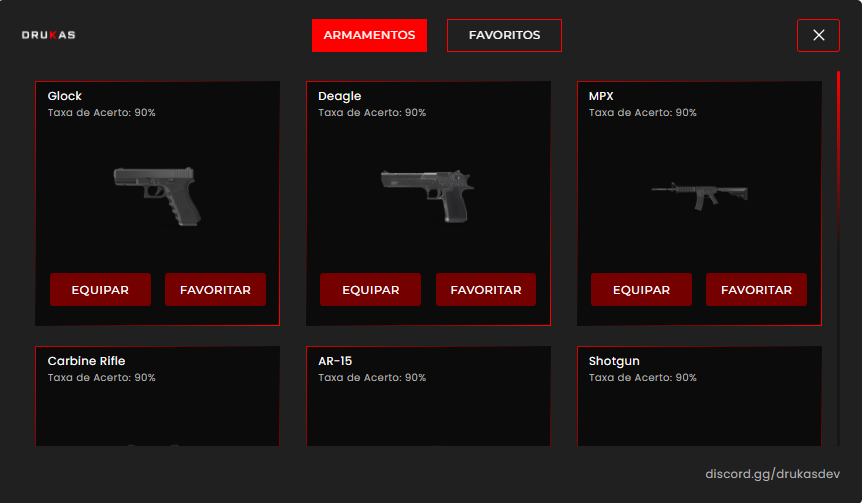 DRUKAS
ARMAMENTOS
FAVORITOS
Glock
Taxa de Acerto: 90%
EQUIPAR
FAVORITAR
Deagle
Taxa de Acerto: 90%
EQUIPAR
FAVORITAR
MPX
Taxa de Acerto: 90%
EQUIPAR
FAVORITAR
Carbine Rifle
Taxa de Acerto: 90%
AR-15
Taxa de Acerto: 90%
Shotgun
Taxa de Acerto: 90%
discord.gg/drukasdev